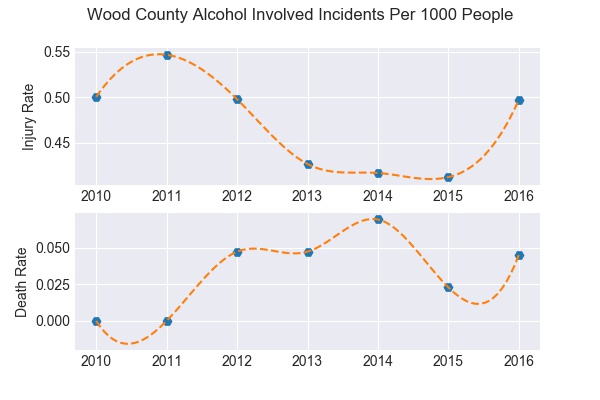 Wood County Alcohol Involved Incidents Per 1000 People
0.55
0.50
0.45
Injury Rate
2010 2011 2012 2013 2014 2015 2016
0.050
0.025
0.000
Death Rate
2010 2011 2012 2013 2014 2015 2016